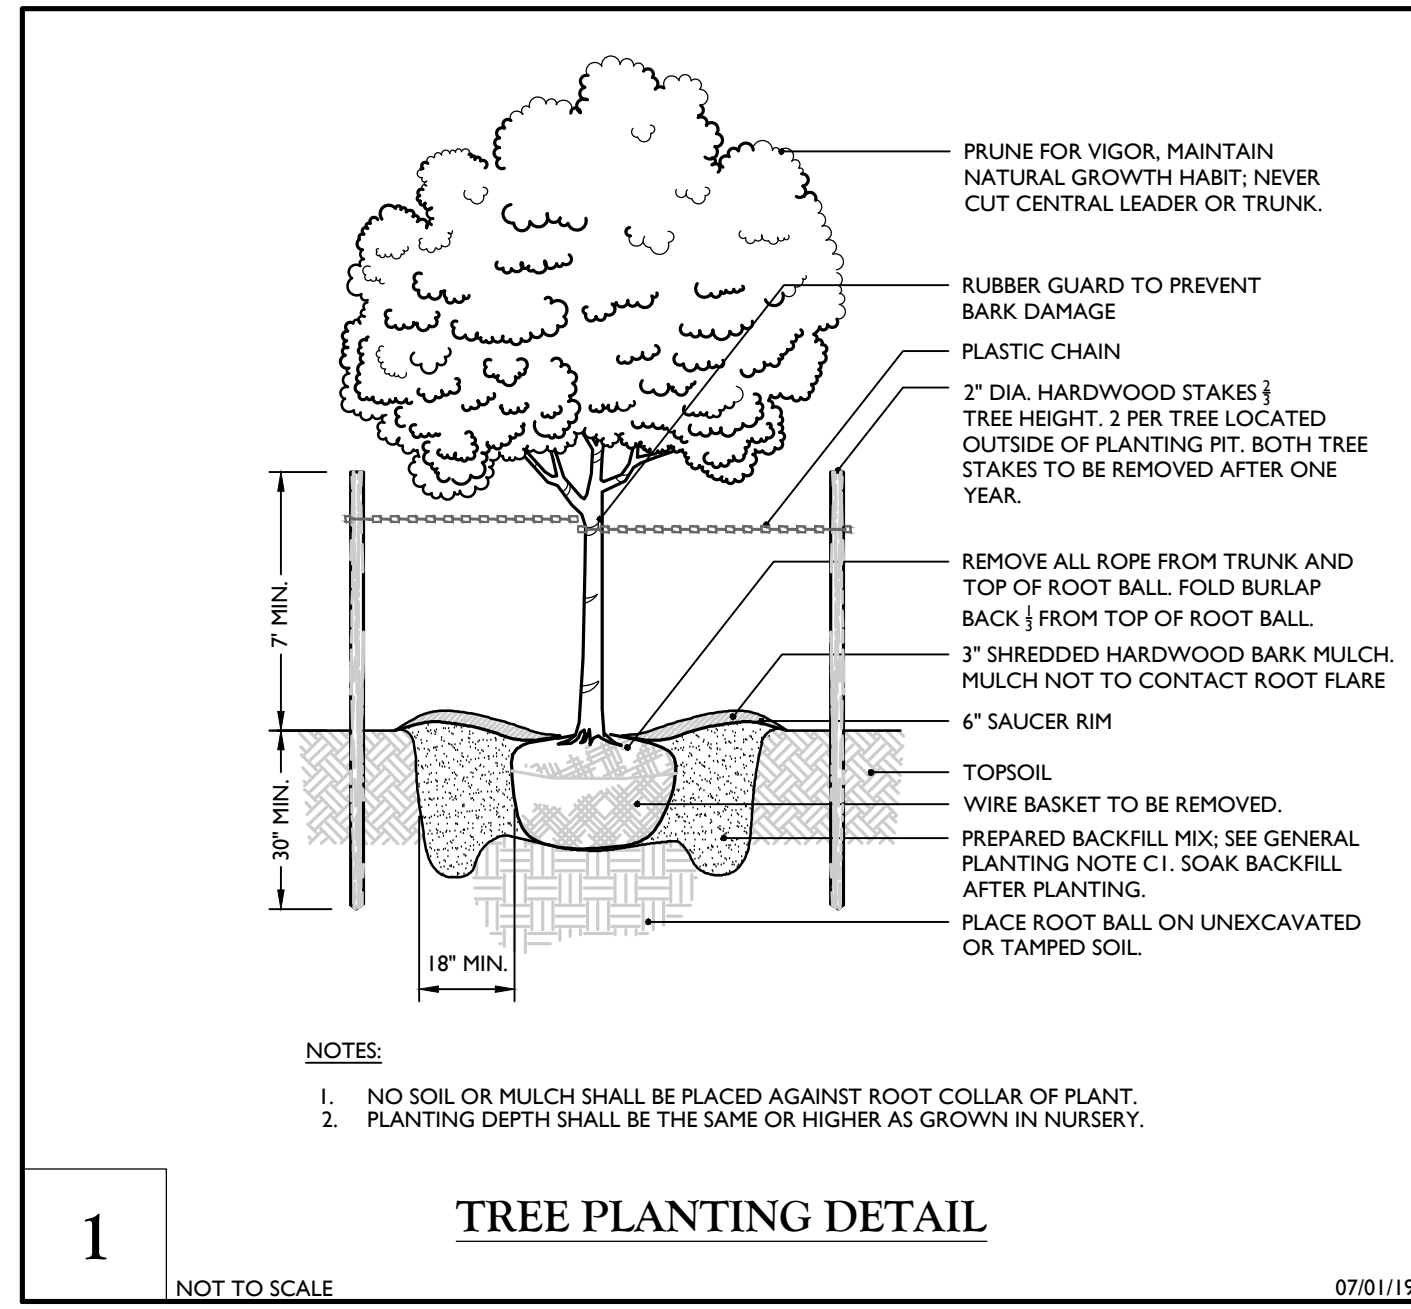 PRUNE FOR VIGOR, MAINTAIN
NATURAL GROWTH HABIT; NEVER
CUT CENTRAL LEADER OR TRUNK.
RUBBER GUARD TO PREVENT
BARK DAMAGE
PLASTIC CHAIN
2" DIA. HARDWOOD STAKES 2/3
TREE HEIGHT. 2 PER TREE LOCATED
OUTSIDE OF PLANTING PIT. BOTH TREE
STAKES TO BE REMOVED AFTER ONE
YEAR.
REMOVE ALL ROPE FROM TRUNK AND
TOP OF ROOT BALL. FOLD BURLAP
BACK 1/3 FROM TOP OF ROOT BALL.
3" SHREDDED HARDWOOD BARK MULCH.
MULCH NOT TO CONTACT ROOT FLARE
6" SAUCER RIM
TOPSOIL
WIRE BASKET TO BE REMOVED.
PREPARED BACKFILL MIX; SEE GENERAL
PLANTING NOTE C1. SOAK BACKFILL
AFTER PLANTING.
PLACE ROOT BALL ON UNEXCAVATED
OR TAMPED SOIL.
7' MIN.
30" MIN.
18" MIN.
NOTES:
1. NO SOIL OR MULCH SHALL BE PLACED AGAINST ROOT COLLAR OF PLANT.
2. PLANTING DEPTH SHALL BE THE SAME OR HIGHER AS GROWN IN NURSERY.
1
TREE PLANTING DETAIL
NOT TO SCALE
07/01/19